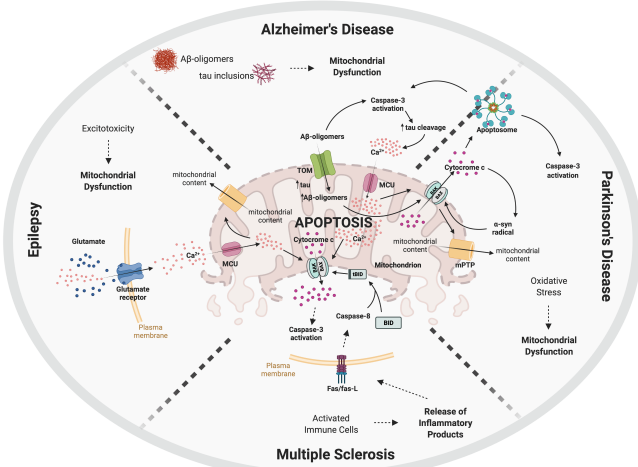 Alzheimer's Disease
Aβ-oligomers
tau inclusions
Mitochondrial
Dysfunction
Caspase-3
activation
↑ tau cleavage
Ca²⁺
Aβ-oligomers
Apoptosome
Cytocrome c
Caspase-3
activation
TOM
↑ tau
↑ Aβ-oligomers
MCU
BAK
BAX
α-syn
radical
mitochondrial
content
mPTP
mitochondrial
content
Oxidative
Stress
Mitochondrial
Dysfunction
Parkinson's Disease
Epilepsy
Excitotoxicity
Mitochondrial
Dysfunction
Glutamate
Glutamate
receptor
Plasma
membrane
Ca²⁺
MCU
mitochondrial
content
mitochondrial
content
APOPTOSIS
Cytocrome c
Ca²⁺
BAK
BAX
Mitochondrion
tBID
BID
Caspase-8
Caspase-3
activation
Plasma
membrane
Fas/fas-L
Activated
Immune Cells
Release of
Inflammatory
Products
Multiple Sclerosis